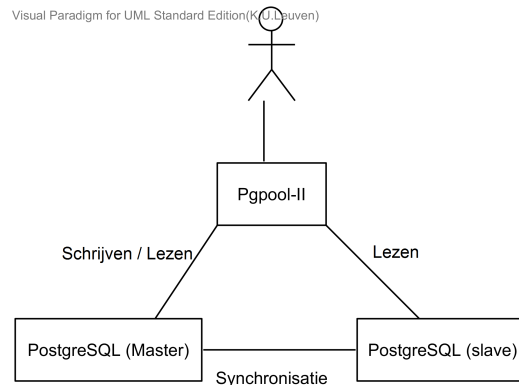 Visual Paradigm for UML Standard Edition(K.U.Leuven)
Pgpool-II
Schrijven / Lezen
Lezen
PostgreSQL (Master)
PostgreSQL (slave)
Synchronisatie